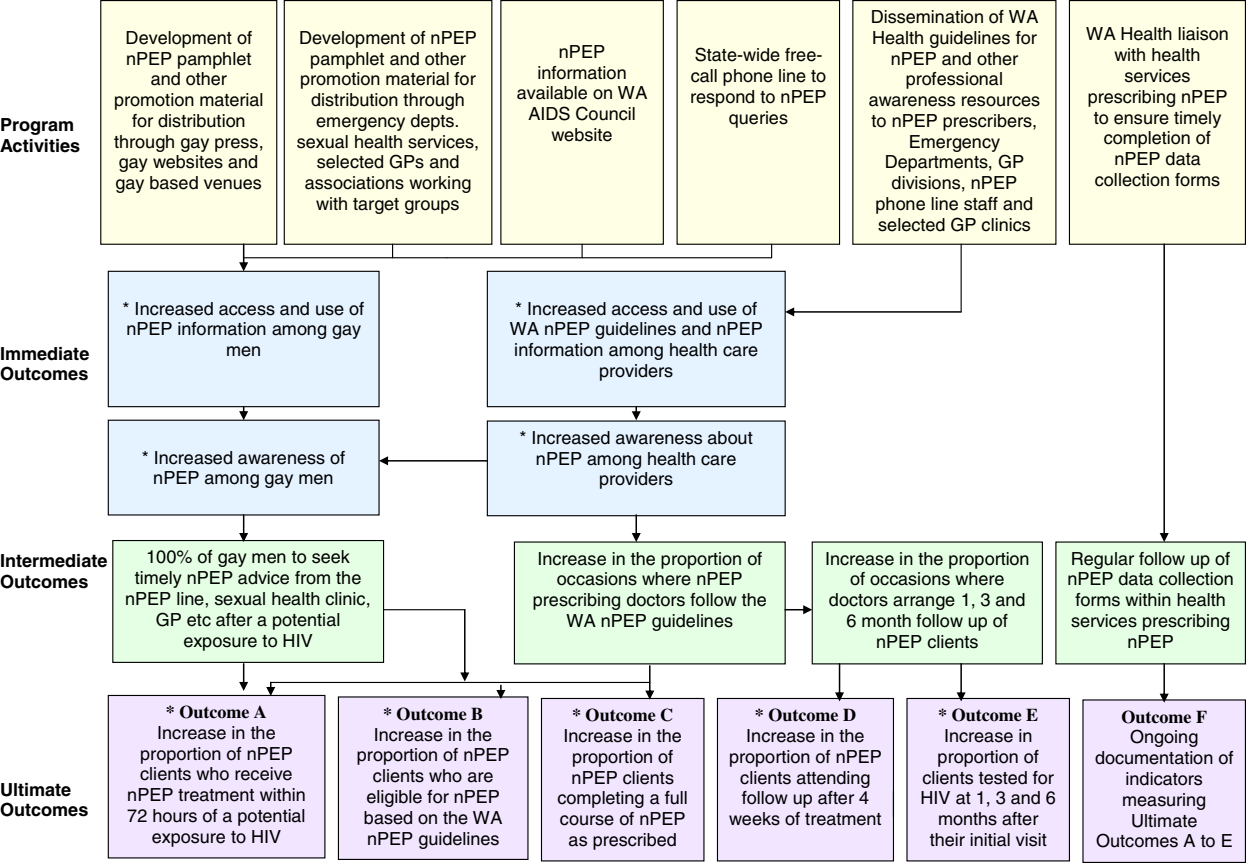 Program
Activities
Development of
nPEP pamphlet
and other
promotion material
for distribution
through gay press,
gay websites and
gay based venues
Development of nPEP
pamphlet and other
promotion material for
distribution through
emergency depts.
sexual health services,
selected GPs and
associations working
with target groups
nPEP
information
available on WA
AIDS Council
website
State-wide free-
call phone line to
respond to nPEP
queries
Dissemination of WA
Health guidelines for
nPEP and other
professional
awareness resources
to nPEP prescribers,
Emergency
Departments, GP
divisions, nPEP
phone line staff and
selected GP clinics
WA Health liaison
with health
services
prescribing nPEP
to ensure timely
completion of
nPEP data
collection forms
Immediate
Outcomes
* Increased access and use of
nPEP information among gay
men
* Increased access and use of
WA nPEP guidelines and nPEP
information among health care
providers
* Increased awareness of
nPEP among gay men
* Increased awareness about
nPEP among health care
providers
Intermediate
Outcomes
100% of gay men to seek
timely nPEP advice from the
nPEP line, sexual health clinic,
GP etc after a potential
exposure to HIV
Increase in the proportion of
occasions where nPEP
prescribing doctors follow the
WA nPEP guidelines
Increase in the proportion
of occasions where
doctors arrange 1, 3 and
6 month follow up of
nPEP clients
Regular follow up of
nPEP data collection
forms within health
services prescribing
nPEP
Ultimate
Outcomes
* Outcome A
Increase in the
proportion of nPEP
clients who receive
nPEP treatment within
72 hours of a potential
exposure to HIV
* Outcome B
Increase in the
proportion of nPEP
clients who are
eligible for nPEP
based on the WA
nPEP guidelines
* Outcome C
Increase in the
proportion of
nPEP clients
completing a full
course of nPEP
as prescribed
* Outcome D
Increase in the
proportion of nPEP
clients attending
follow up after 4
weeks of treatment
* Outcome E
Increase in
proportion of
clients tested for
HIV at 1, 3 and 6
months after
their initial visit
Outcome F
Ongoing
documentation of
indicators
measuring
Ultimate
Outcomes A to E